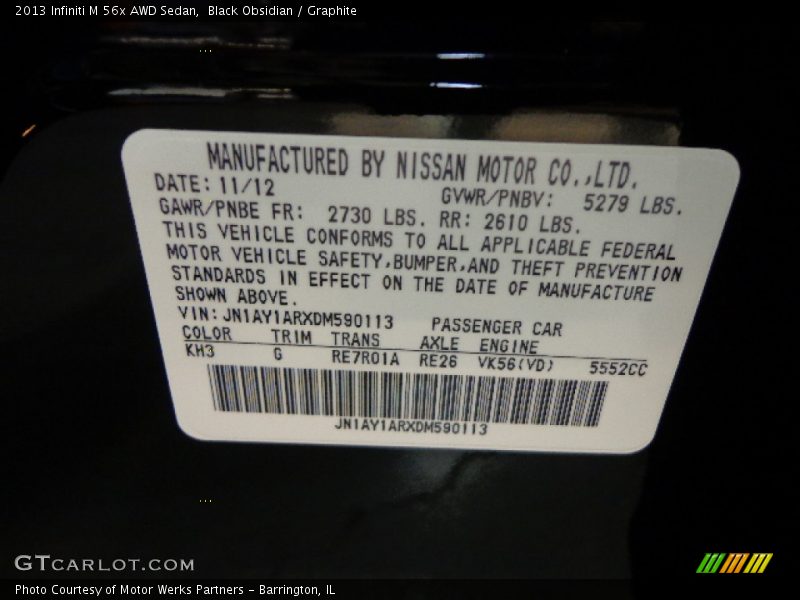 2013 Infiniti M 56x AWD Sedan,  Black Obsidian / Graphite
MANUFACTURED BY NISSAN MOTOR CO.,LTD.
DATE: 11/12 GVWR/PNBV: 5279 LBS.
GAWR/PNBE FR: 2730 LBS. RR: 2610 LBS.
THIS VEHICLE CONFORMS TO ALL APPLICABLE FEDERAL
MOTOR VEHICLE SAFETY,BUMPER,AND THEFT PREVENTION
STANDARDS IN EFFECT ON THE DATE OF MANUFACTURE
SHOWN ABOVE.
VIN: JN1AY1ARXDM590113 PASSENGER CAR
COLOR TRIM TRANS AXLE ENGINE
KH3 G RE7R01A RE26 VK56(VD) 5552CC
JN1AY1ARXDM590113
GTCARLOT.COM
Photo Courtesy of Motor Werks Partners - Barrington, IL